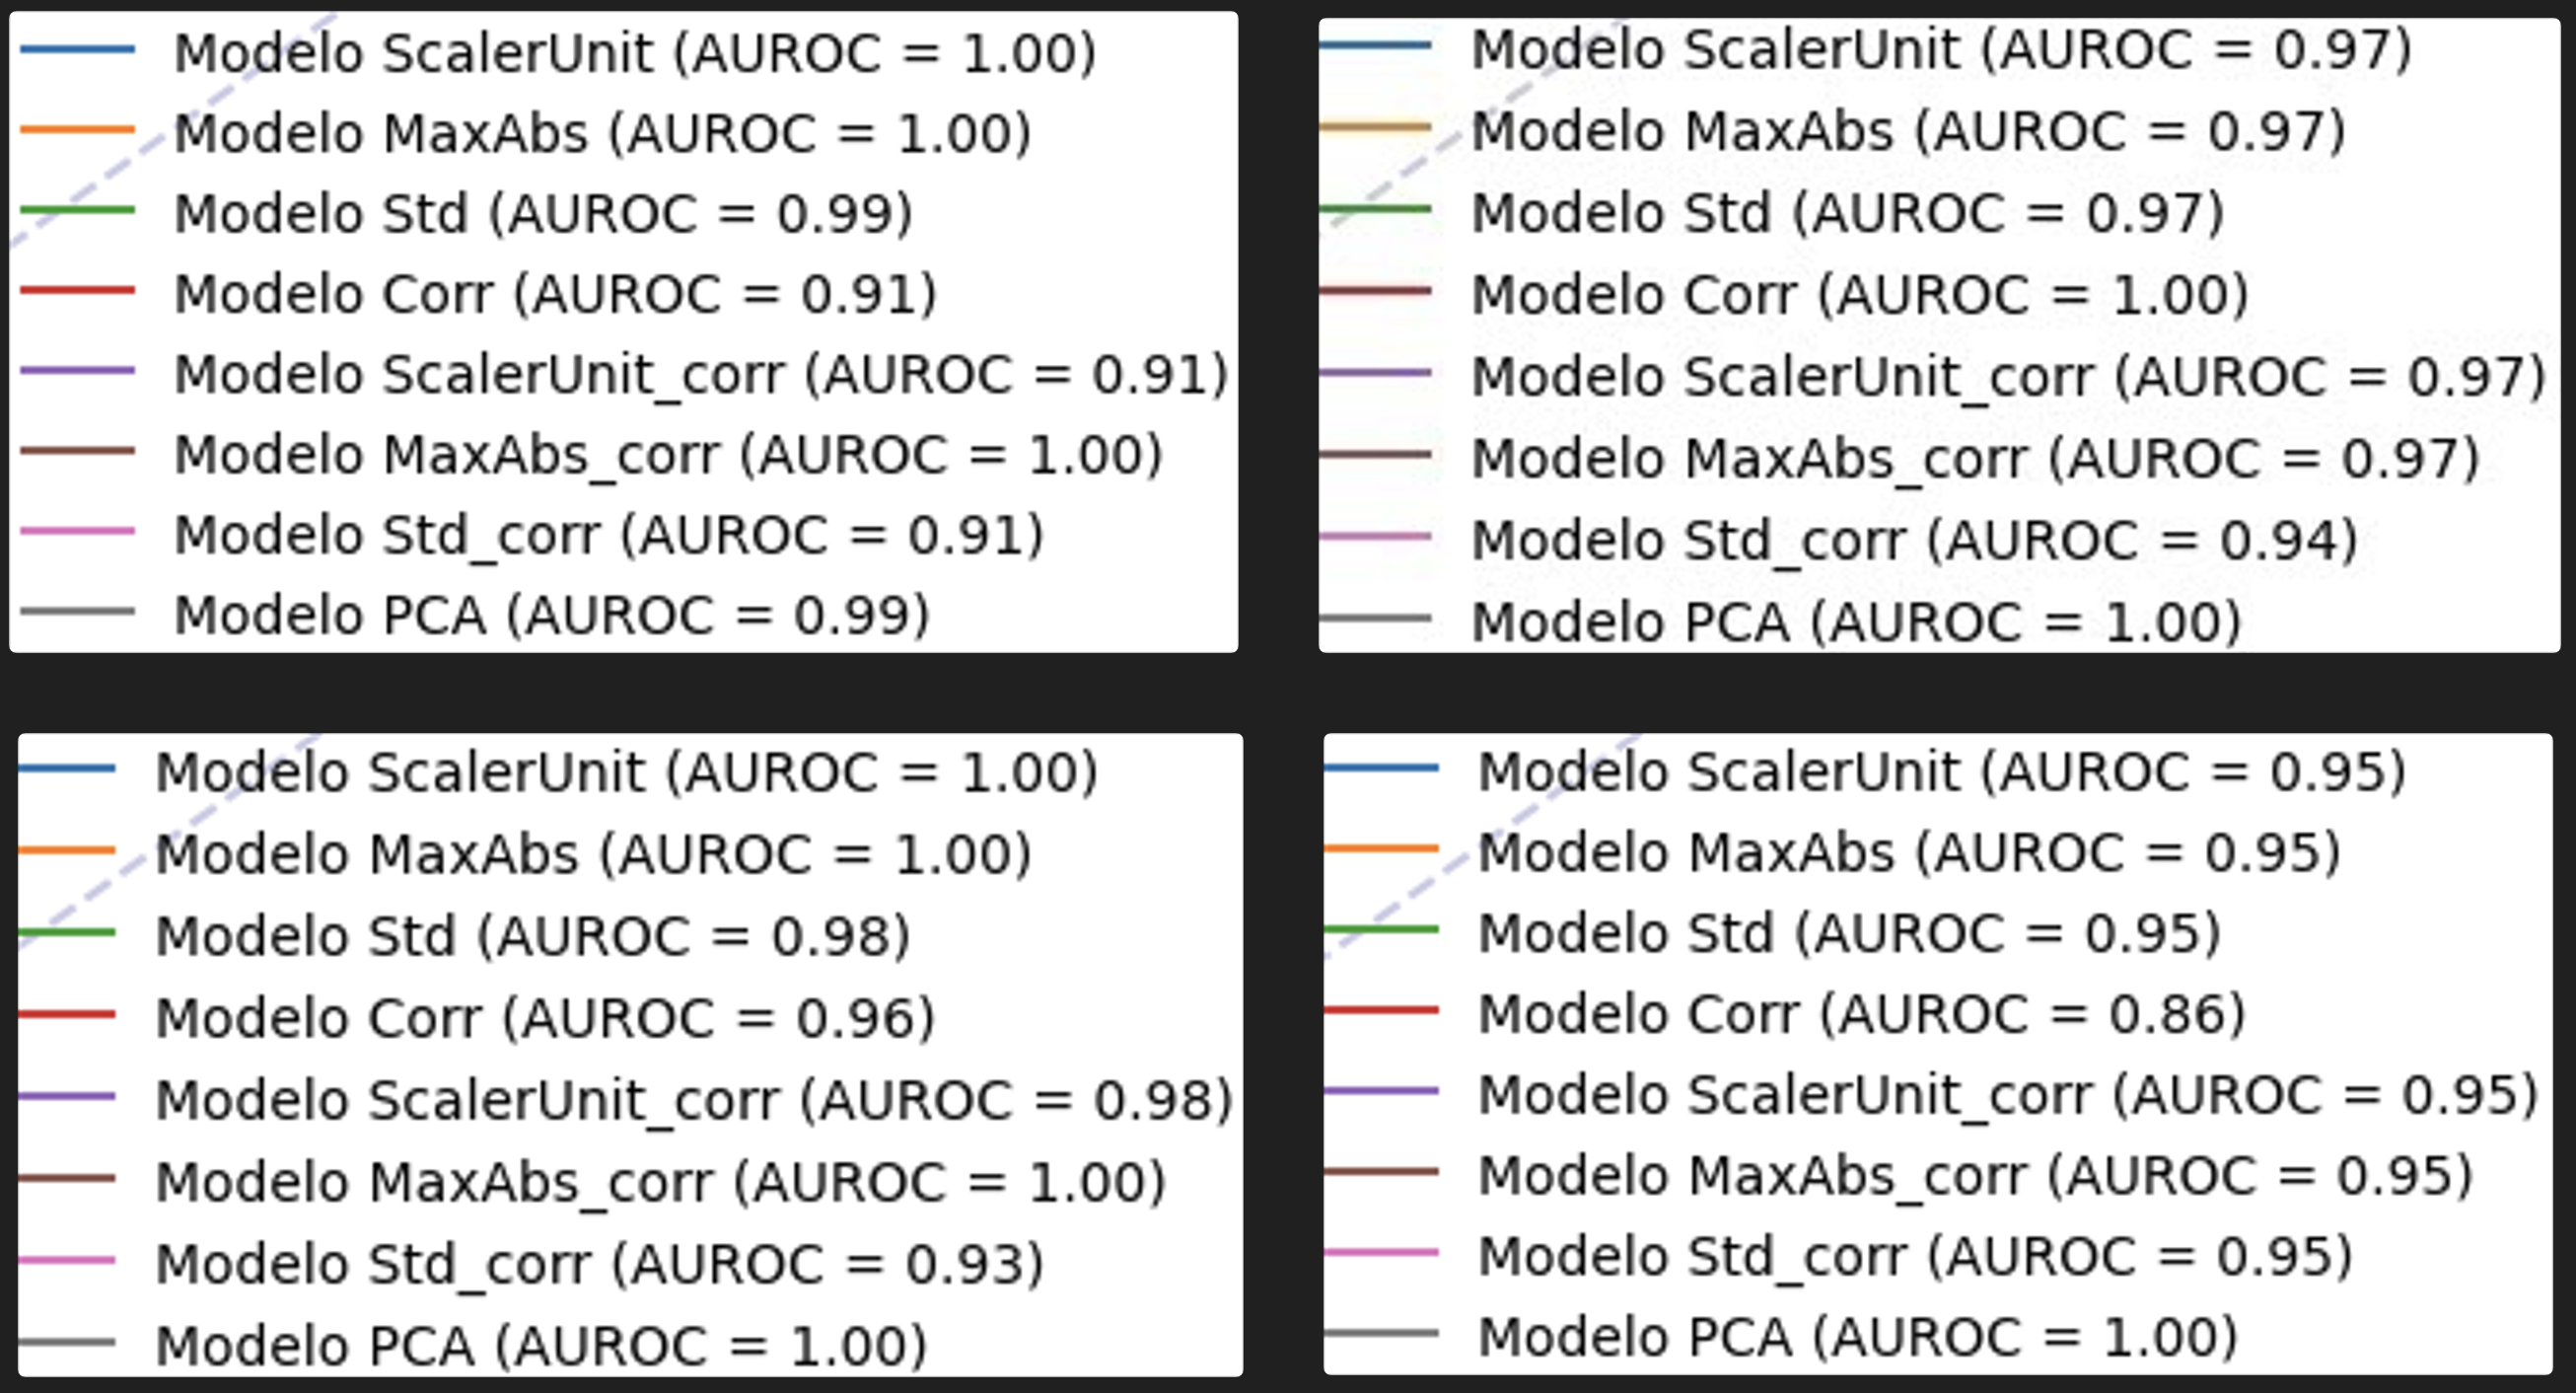 Modelo ScalerUnit (AUROC = 1.00)
Modelo MaxAbs (AUROC = 1.00)
Modelo Std (AUROC = 0.99)
Modelo Corr (AUROC = 0.91)
Modelo ScalerUnit_corr (AUROC = 0.91)
Modelo MaxAbs_corr (AUROC = 1.00)
Modelo Std_corr (AUROC = 0.91)
Modelo PCA (AUROC = 0.99)
Modelo ScalerUnit (AUROC = 0.97)
Modelo MaxAbs (AUROC = 0.97)
Modelo Std (AUROC = 0.97)
Modelo Corr (AUROC = 1.00)
Modelo ScalerUnit_corr (AUROC = 0.97)
Modelo MaxAbs_corr (AUROC = 0.97)
Modelo Std_corr (AUROC = 0.94)
Modelo PCA (AUROC = 1.00)
Modelo ScalerUnit (AUROC = 1.00)
Modelo MaxAbs (AUROC = 1.00)
Modelo Std (AUROC = 0.98)
Modelo Corr (AUROC = 0.96)
Modelo ScalerUnit_corr (AUROC = 0.98)
Modelo MaxAbs_corr (AUROC = 1.00)
Modelo Std_corr (AUROC = 0.93)
Modelo PCA (AUROC = 1.00)
Modelo ScalerUnit (AUROC = 0.95)
Modelo MaxAbs (AUROC = 0.95)
Modelo Std (AUROC = 0.95)
Modelo Corr (AUROC = 0.86)
Modelo ScalerUnit_corr (AUROC = 0.95)
Modelo MaxAbs_corr (AUROC = 0.95)
Modelo Std_corr (AUROC = 0.95)
Modelo PCA (AUROC = 1.00)